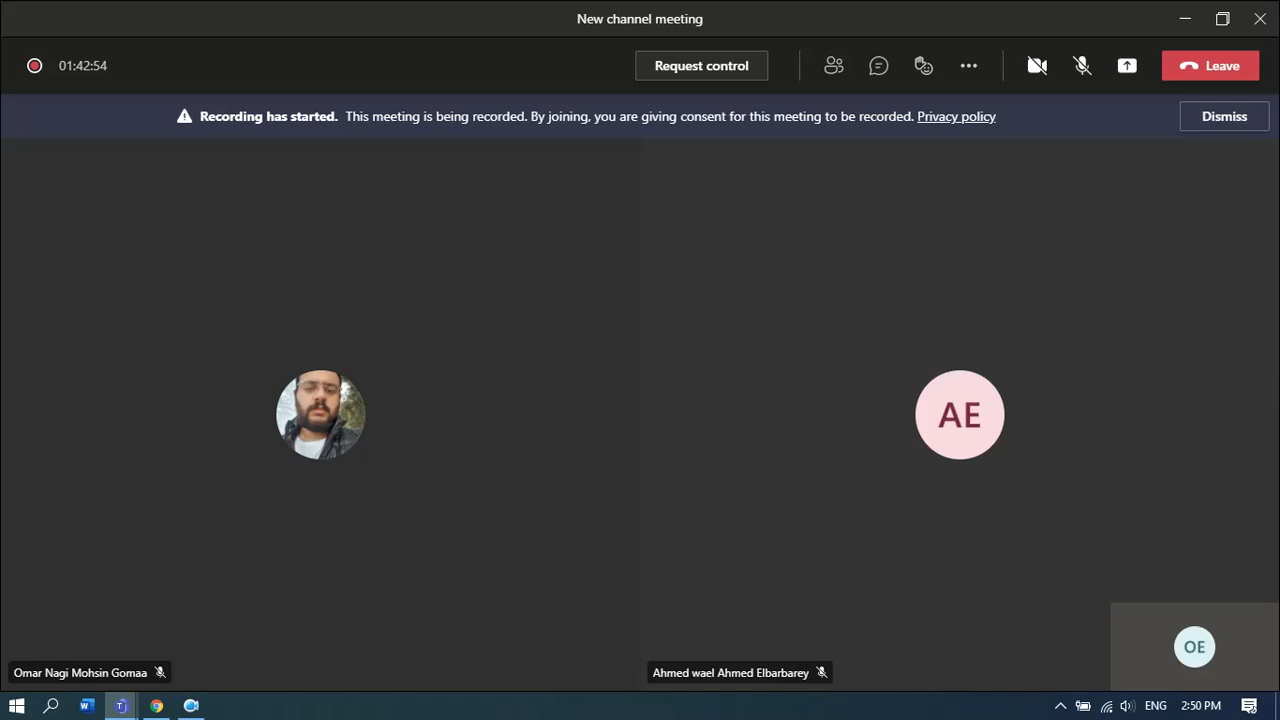 New channel meeting
01:42:54
Request control
Leave
Recording has started. This meeting is being recorded. By joining, you are giving consent for this meeting to be recorded. Privacy policy
Dismiss
AE
OE
Omar Nagi Mohsin Gomaa
Ahmed wael Ahmed Elbarbarey
ENG
2:50 PM